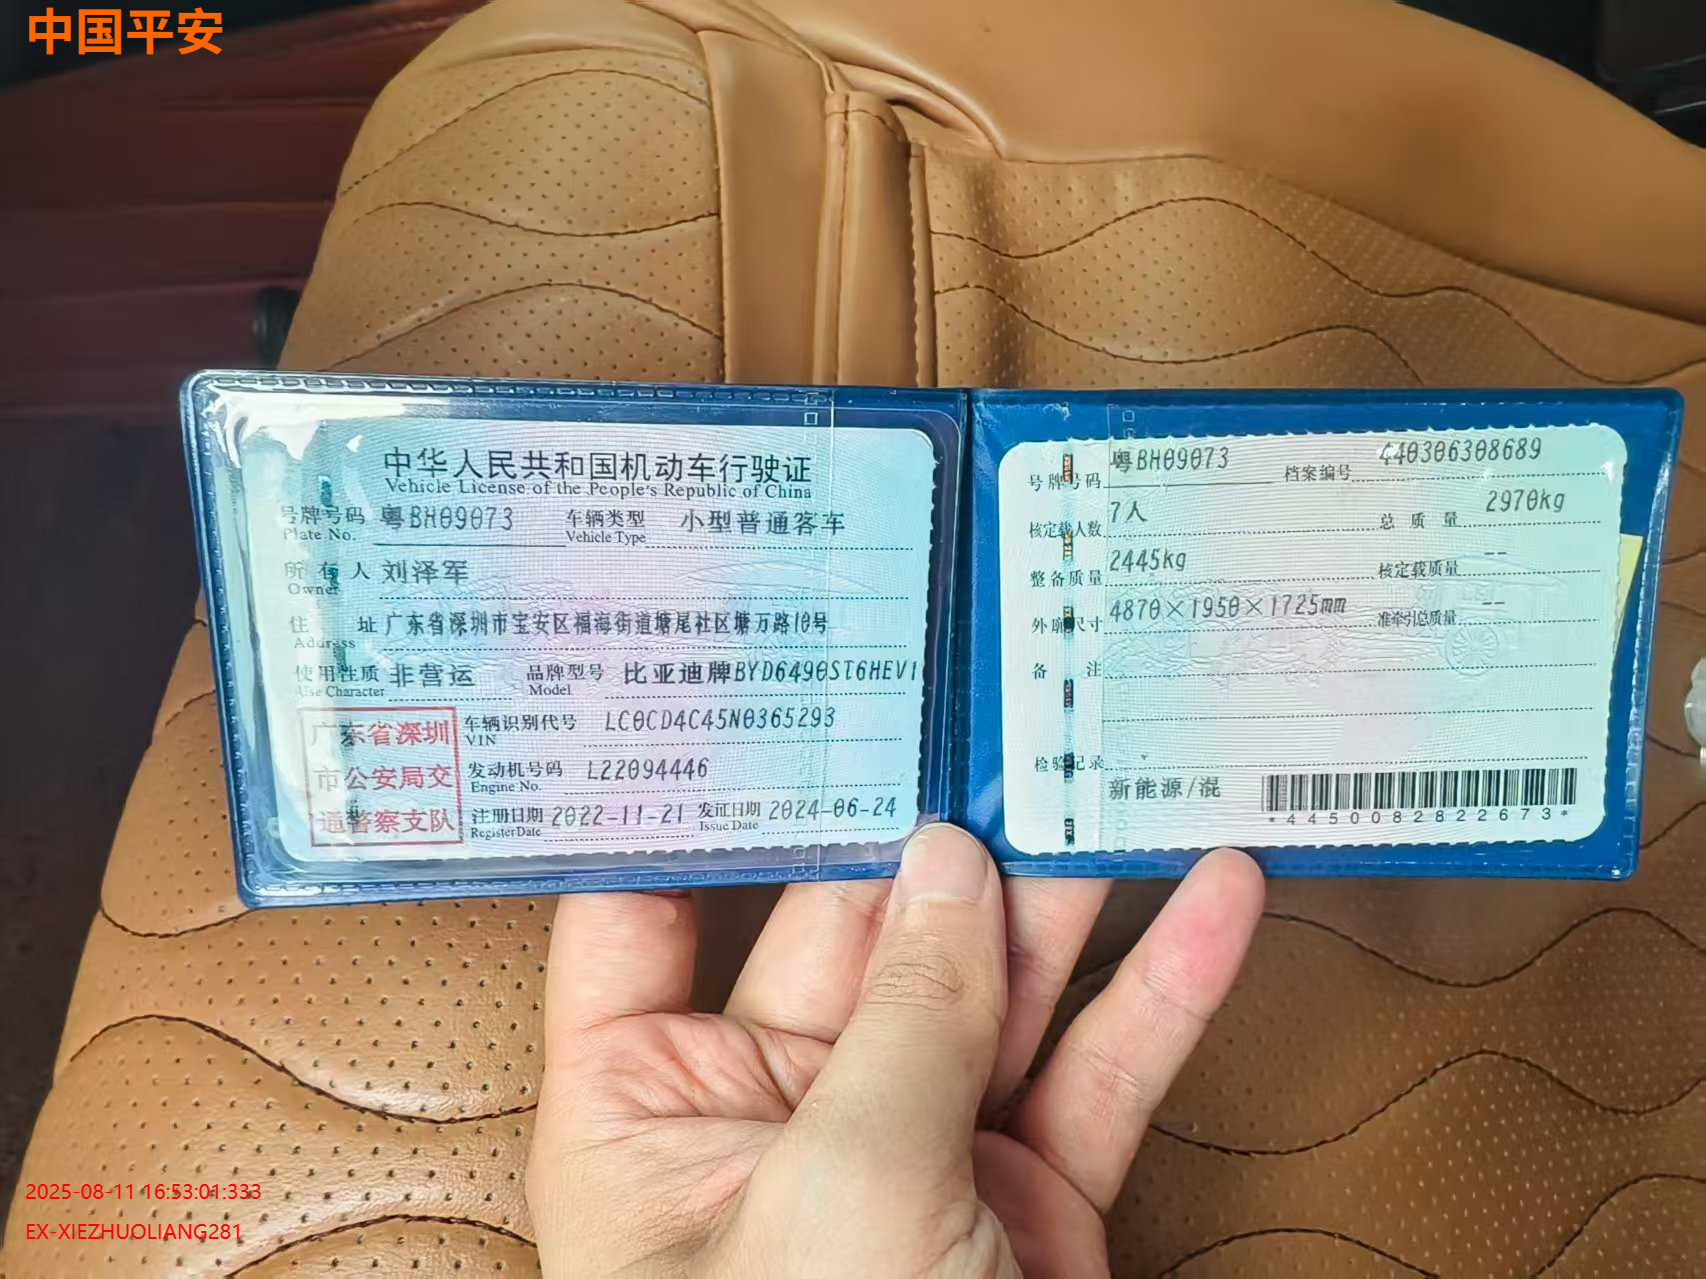 中国平安
中华人民共和国机动车行驶证
Vehicle License of the People's Republic of China
号牌号码 粤BH09073 车辆类型 小型普通客车
Plate No. Vehicle Type
所有人 刘泽军
Owner
住址 广东省深圳市宝安区福海街道塘尾社区塘万路10号
Address
使用性质 非营运 品牌型号 比亚迪牌BYD6490ST6HEV1
Use Character Model
广东省深圳
市公安局交
通警察支队
车辆识别代号 LC0CD4C45N0365293
VIN
发动机号码 L22094446
Engine No.
注册日期 2022-11-21 发证日期 2024-06-24
Register Date Issue Date
号牌号码 粤BH09073 档案编号 440306308689
核定载人数 7人 总质量 2970kg
整备质量 2445kg 核定载质量 --
外廓尺寸 4870×1950×1725mm 准牵引总质量 --
备注
检验记录
新能源/混
*4450082822673*
2025-08-11 16:53:01:333
EX-XIEZHUOLIANG281